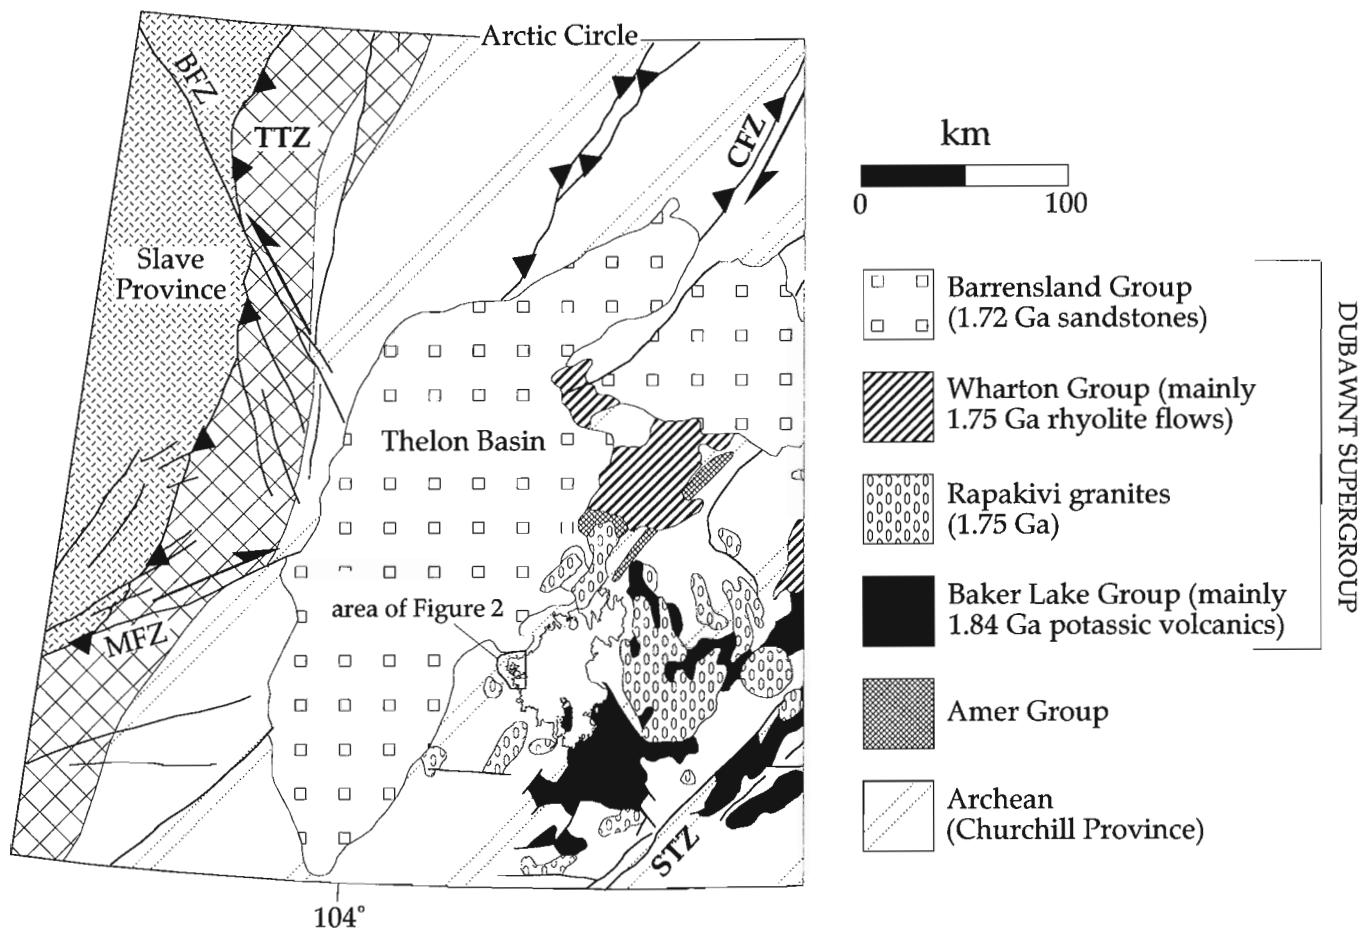 Arctic Circle
BFZ
TTZ
CFZ
Slave
Province
Thelon Basin
area of Figure 2
MFZ
STZ
104°
km
0 100
Barrensland Group
(1.72 Ga sandstones)
Wharton Group (mainly
1.75 Ga rhyolite flows)
Rapakivi granites
(1.75 Ga)
Baker Lake Group (mainly
1.84 Ga potassic volcanics)
Amer Group
Archean
(Churchill Province)
DUBAWNT SUPERGROUP